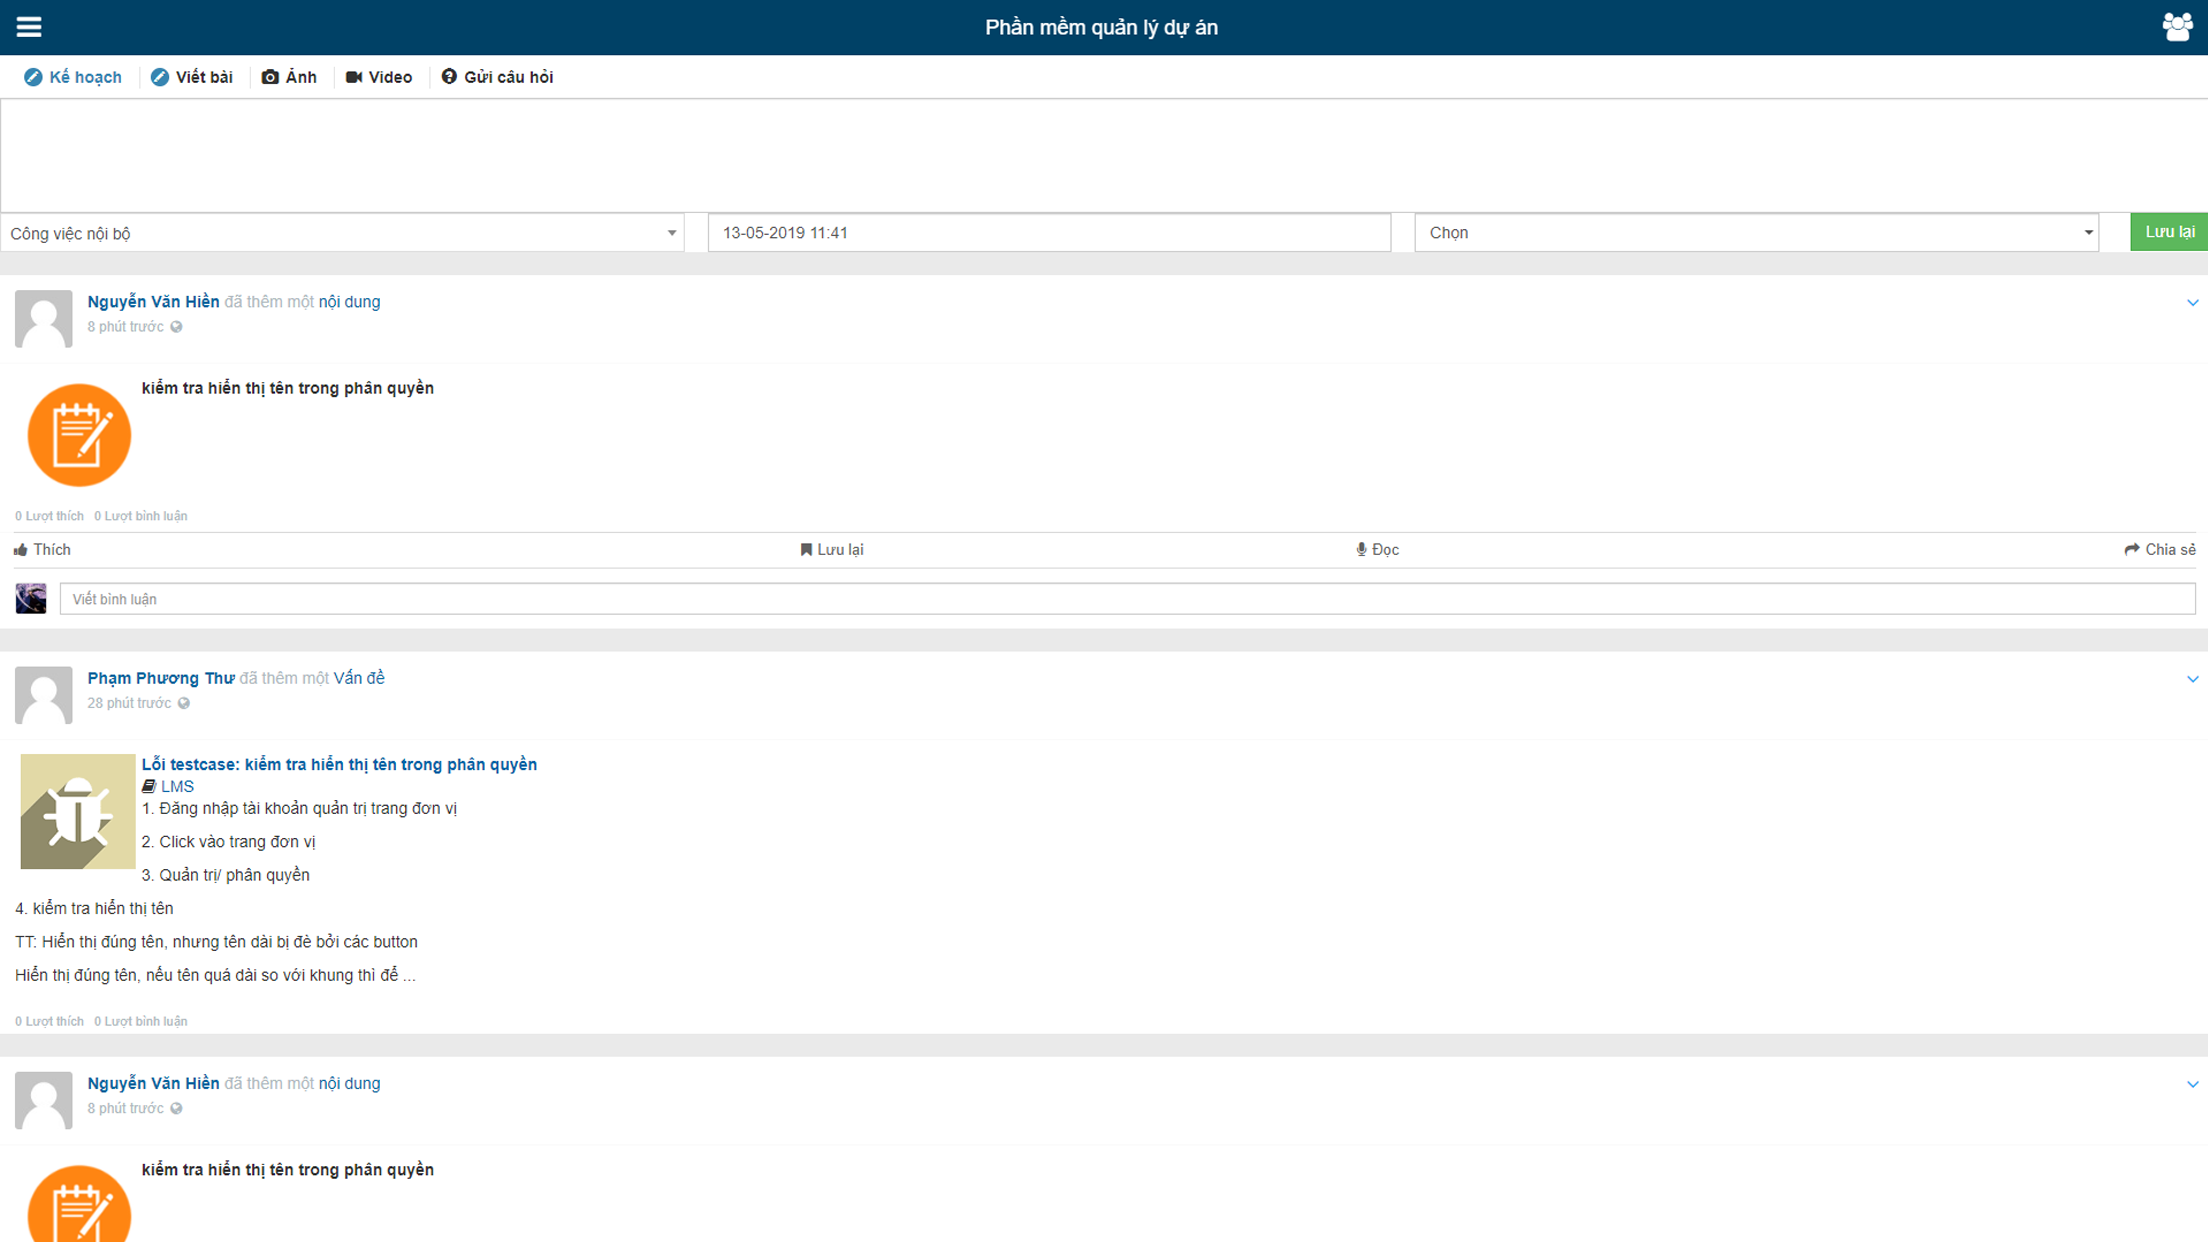 Phần mềm quản lý dự án
Kế hoạch Viết bài Ảnh Video Gửi câu hỏi
Công việc nội bộ 13-05-2019 11:41 Chọn Lưu lại
Nguyễn Văn Hiền đã thêm một nội dung
8 phút trước
kiểm tra hiển thị tên trong phân quyền
0 Lượt thích 0 Lượt bình luận
Thích Lưu lại Đọc Chia sẻ
Viết bình luận
Phạm Phương Thư đã thêm một Vấn đề
28 phút trước
Lỗi testcase: kiểm tra hiển thị tên trong phân quyền
LMS
1. Đăng nhập tài khoản quản trị trang đơn vị
2. Click vào trang đơn vị
3. Quản trị/ phân quyền
4. kiểm tra hiển thị tên
TT: Hiển thị đúng tên, nhưng tên dài bị đè bởi các button
Hiển thị đúng tên, nếu tên quá dài so với khung thì để ...
0 Lượt thích 0 Lượt bình luận
Nguyễn Văn Hiền đã thêm một nội dung
8 phút trước
kiểm tra hiển thị tên trong phân quyền